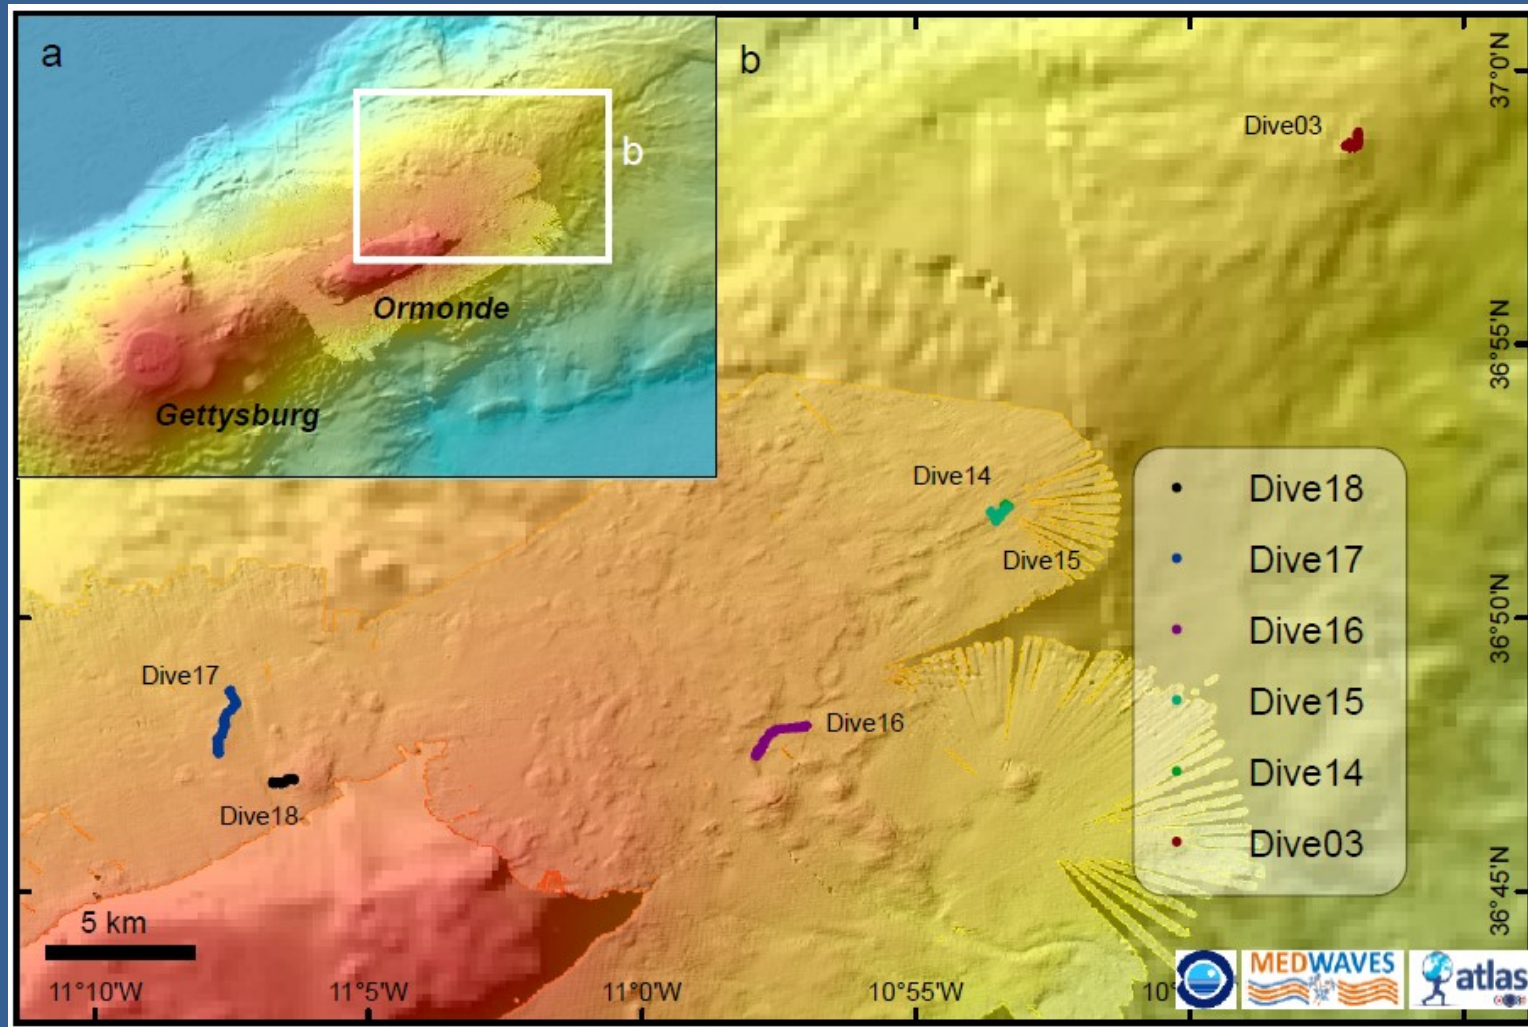 a
b
Ormonde
Gettysburg
b
Dive03
37°0'N
36°55'N
36°50'N
36°45'N
Dive14
Dive15
Dive17
Dive18
Dive16
Dive18
Dive17
Dive16
Dive15
Dive14
Dive03
5 km
11°10'W
11°5'W
11°0'W
10°55'W
10°
MEDWAVES
atlas